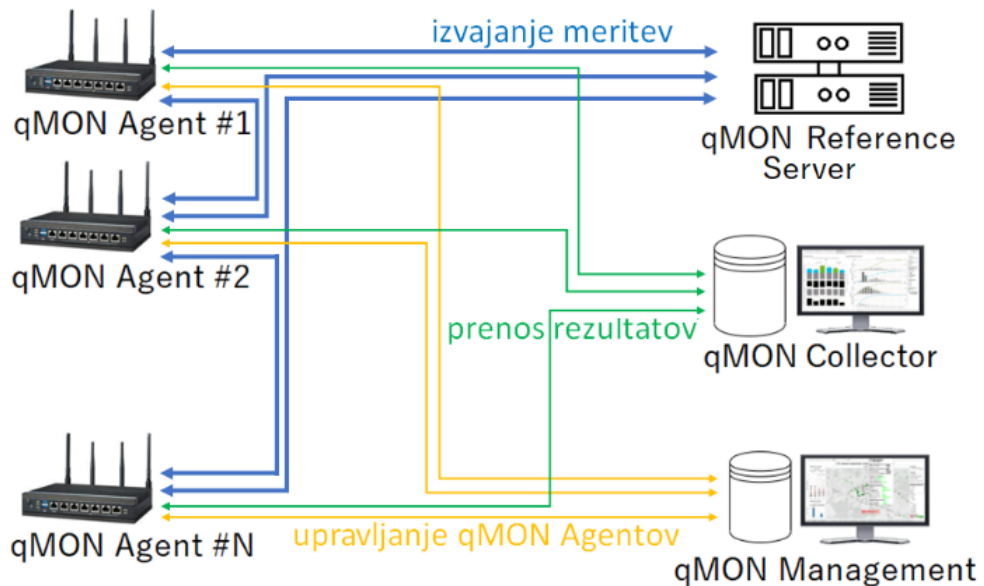 izvajanje meritev
qMON Agent #1
qMON Reference
Server
qMON Agent #2
prenos rezultatov
qMON Collector
qMON Agent #N
upravljanje qMON Agentov
qMON Management